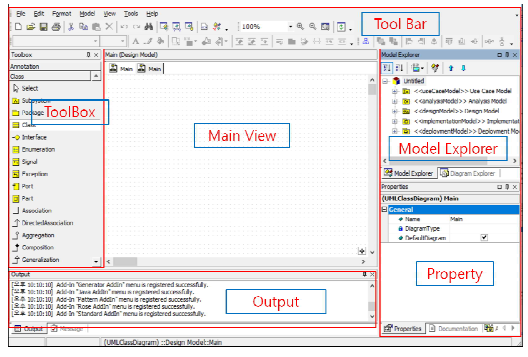 File Edit Format Model View Tools Help
100%
Tool Bar
Toolbox
Annotation
Class
Select
Subsystem
Package
Class
Interface
Enumeration
Signal
Exception
Port
Part
Association
DirectedAssociation
Aggregation
Composition
Generalization
ToolBox
Main (Design Model)
Main Main
Main View
Model Explorer
Untitled
<<useCaseModel>> Use Case Model
<<analysisModel>> Analysis Model
<<designModel>> Design Model
<<implementationModel>> Implementat
<<deploymentModel>> Deployment Mo
Model Explorer
Model Explorer Diagram Explorer
Properties
(UMLClassDiagram) Main
General
Name Main
DiagramType
DefaultDiagram
Property
Properties Documentation A
Output
[오후 10:10:10] Add-In "Generator AddIn" menu is registered successfully.
[오후 10:10:10] Add-In "Java AddIn" menu is registered successfully.
[오후 10:10:10] Add-In "Pattern AddIn" menu is registered successfully.
[오후 10:10:10] Add-In "Rose AddIn" menu is registered successfully.
[오후 10:10:10] Add-In "Standard AddIn" menu is registered successfully.
Output
Output Message
(UMLClassDiagram) ::Design Model::Main